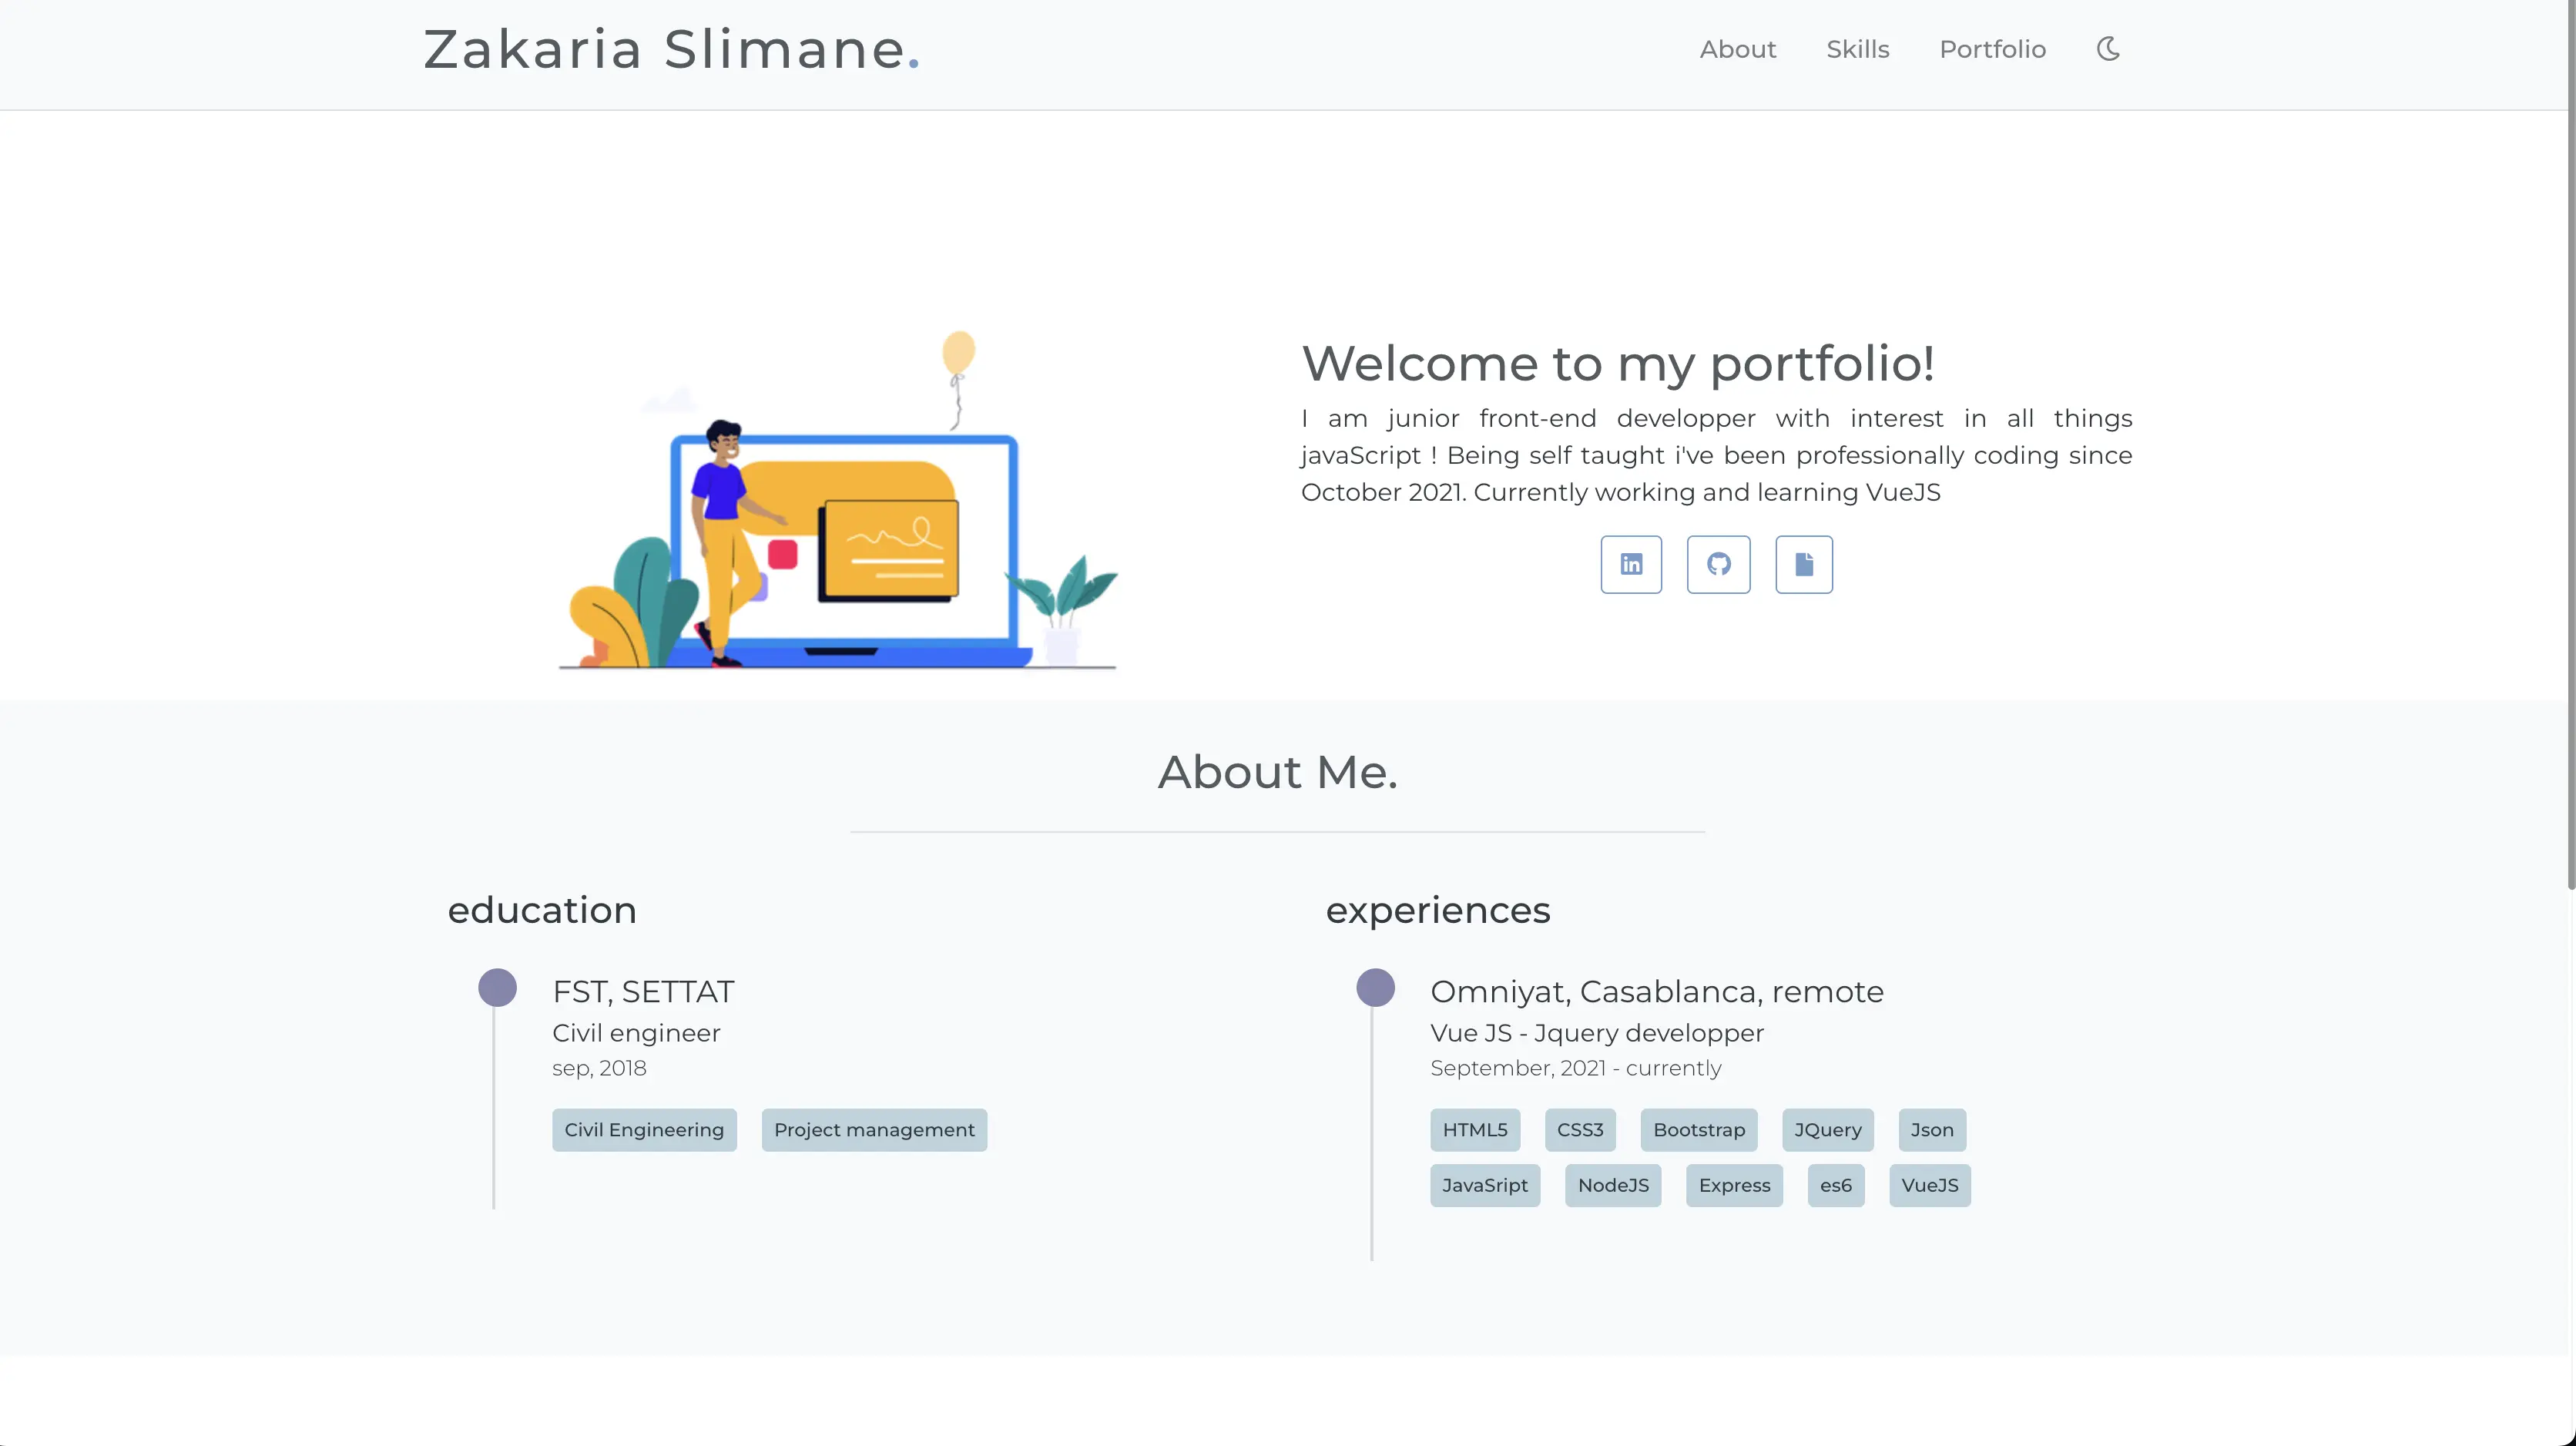 Zakaria Slimane.
About Skills Portfolio
Welcome to my portfolio!
I am junior front-end developper with interest in all things
javaScript ! Being self taught i've been professionally coding since
October 2021. Currently working and learning VueJS
in
About Me.
education
FST, SETTAT
Civil engineer
sep, 2018
Civil Engineering Project management
experiences
Omniyat, Casablanca, remote
Vue JS - Jquery developper
September, 2021 - currently
HTML5 CSS3 Bootstrap JQuery Json
JavaSript NodeJS Express es6 VueJS